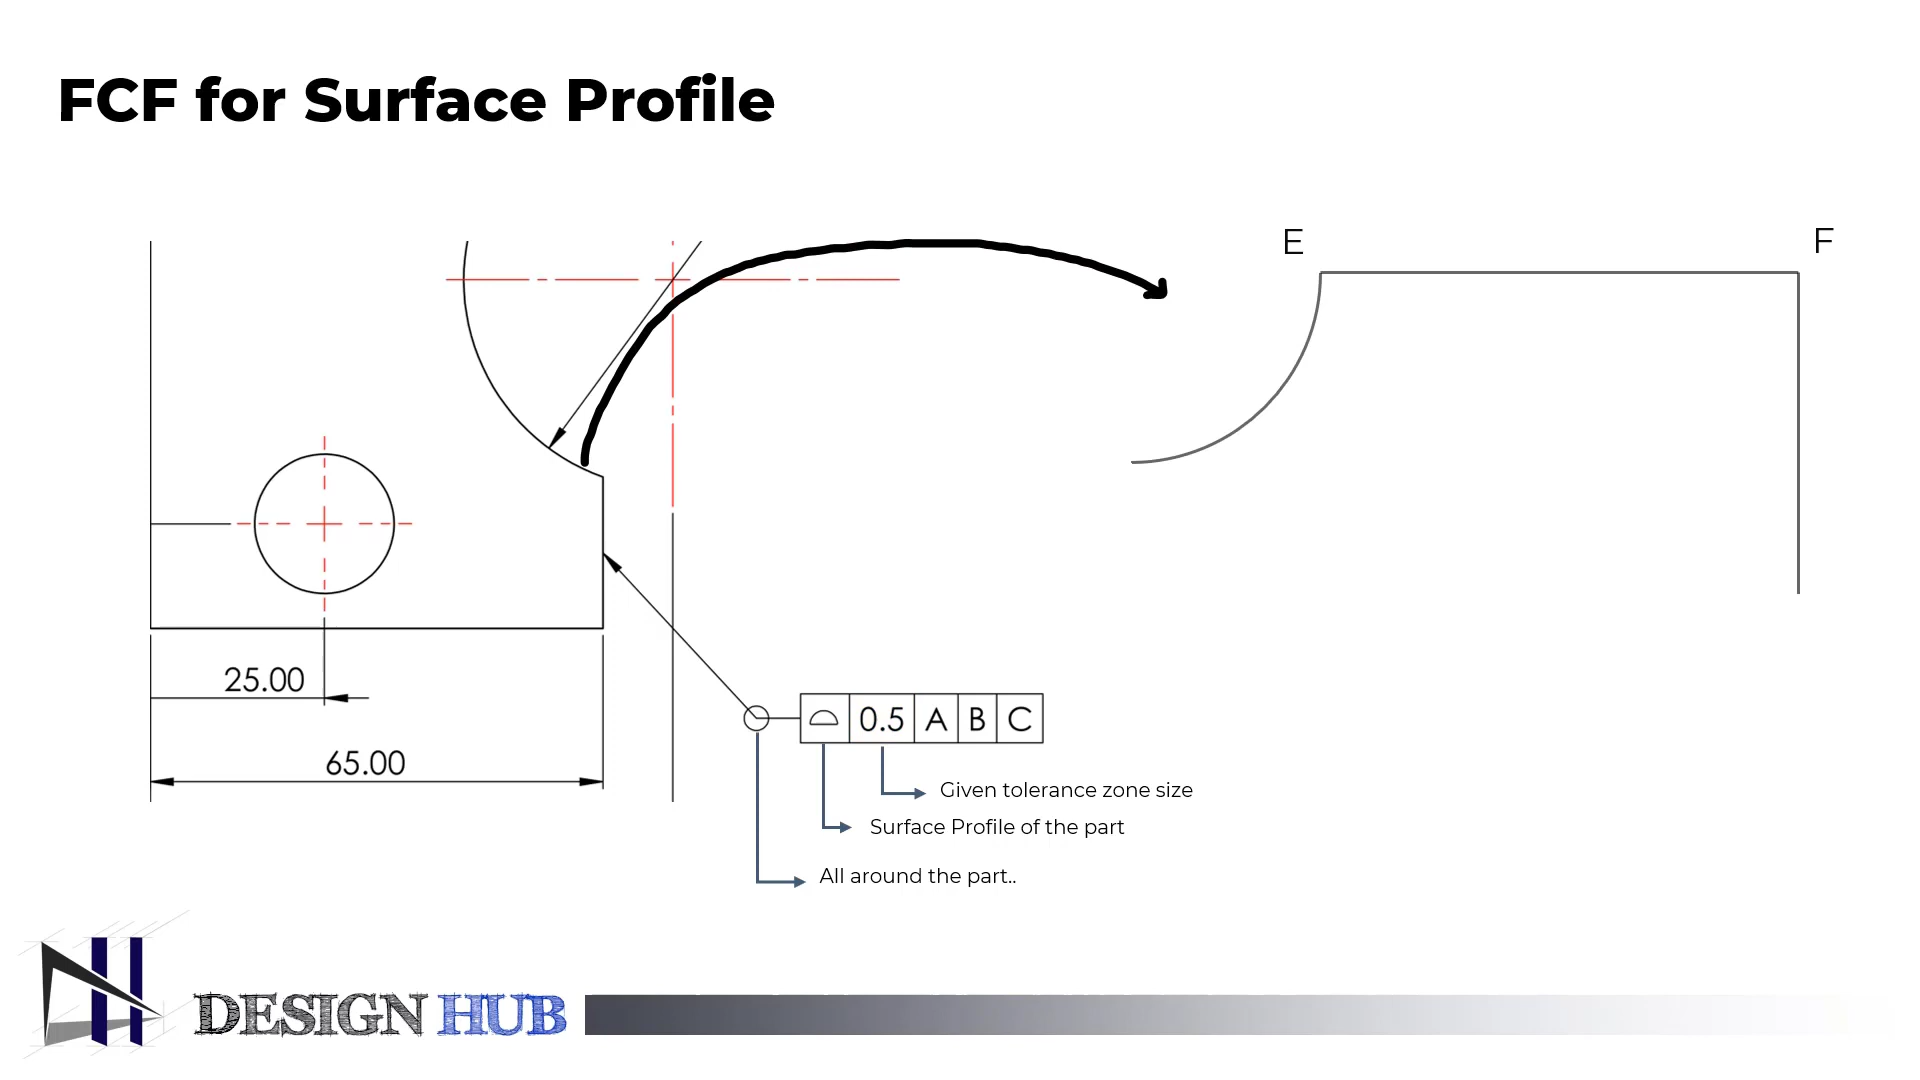 FCF for Surface Profile
E
F
25.00
65.00
0.5 A B C
Given tolerance zone size
Surface Profile of the part
All around the part..
DESIGN HUB